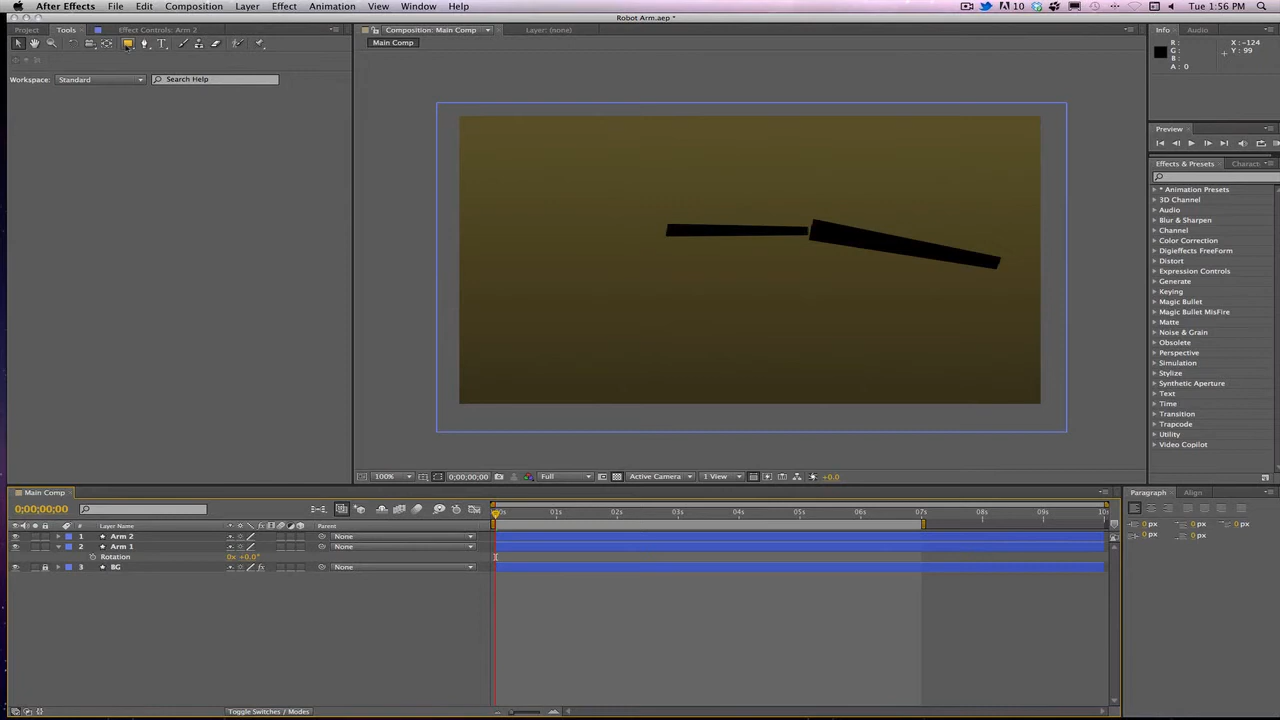 After Effects File Edit Composition Layer Effect Animation View Window Help 10 Tue 1:56 PM
Robot Arm.aep *
Project Tools Effect Controls: Arm 2 Composition: Main Comp Layer: (none) Info Audio
Main Comp
R: G: B: A: 0
X: -124
Y: 99
Workspace: Standard Search Help
Preview
Effects & Presets Charact
* Animation Presets
3D Channel
Audio
Blur & Sharpen
Channel
Color Correction
Digieffects FreeForm
Distort
Expression Controls
Generate
Keying
Magic Bullet
Magic Bullet MisFire
Matte
Noise & Grain
Obsolete
Perspective
Simulation
Stylize
Synthetic Aperture
Text
Time
Transition
Trapcode
Utility
Video Copilot
100% 0;00;00;00 Full Active Camera 1 View +0.0
Main Comp Paragraph Align
0;00;00;00 01s 02s 03s 04s 05s 06s 07s 08s 09s 10s
# Layer Name Parent
0 px 0 px 0 px
0 px 0 px
1 Arm 2 None
2 Arm 1 None
Rotation 0x +0.0°
3 BG None
Toggle Switches / Modes